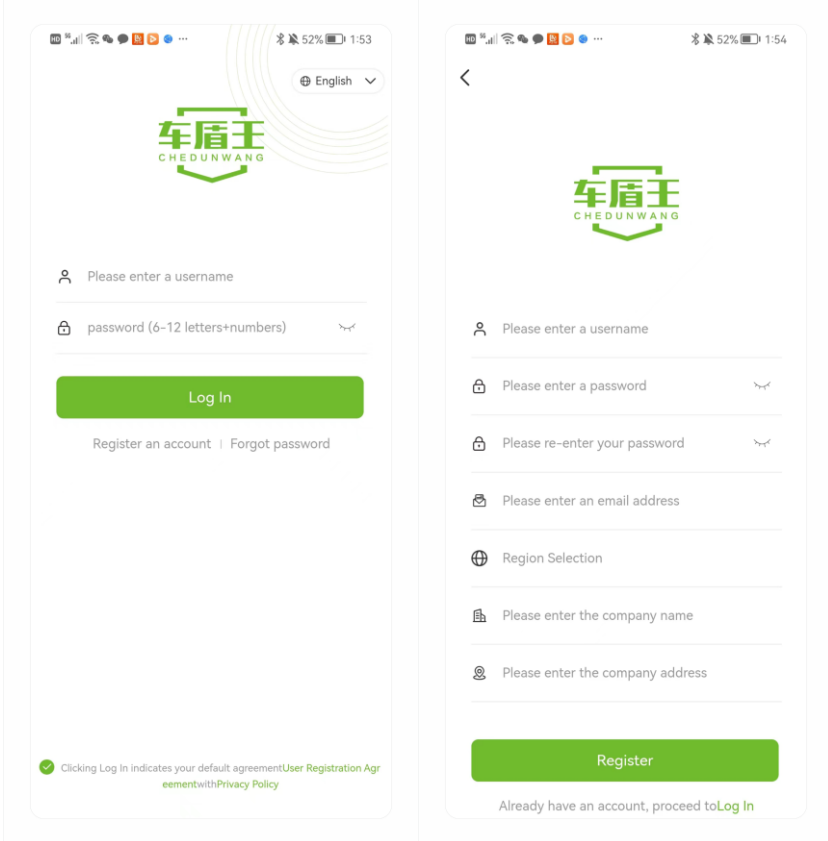 52% 1:53
English
车盾王
CHEDUNWANG
Please enter a username
password (6-12 letters+numbers)
Log In
Register an account | Forgot password
Clicking Log In indicates your default agreementUser Registration Agr
eementwithPrivacy Policy
52% 1:54
车盾王
CHEDUNWANG
Please enter a username
Please enter a password
Please re-enter your password
Please enter an email address
Region Selection
Please enter the company name
Please enter the company address
Register
Already have an account, proceed toLog In